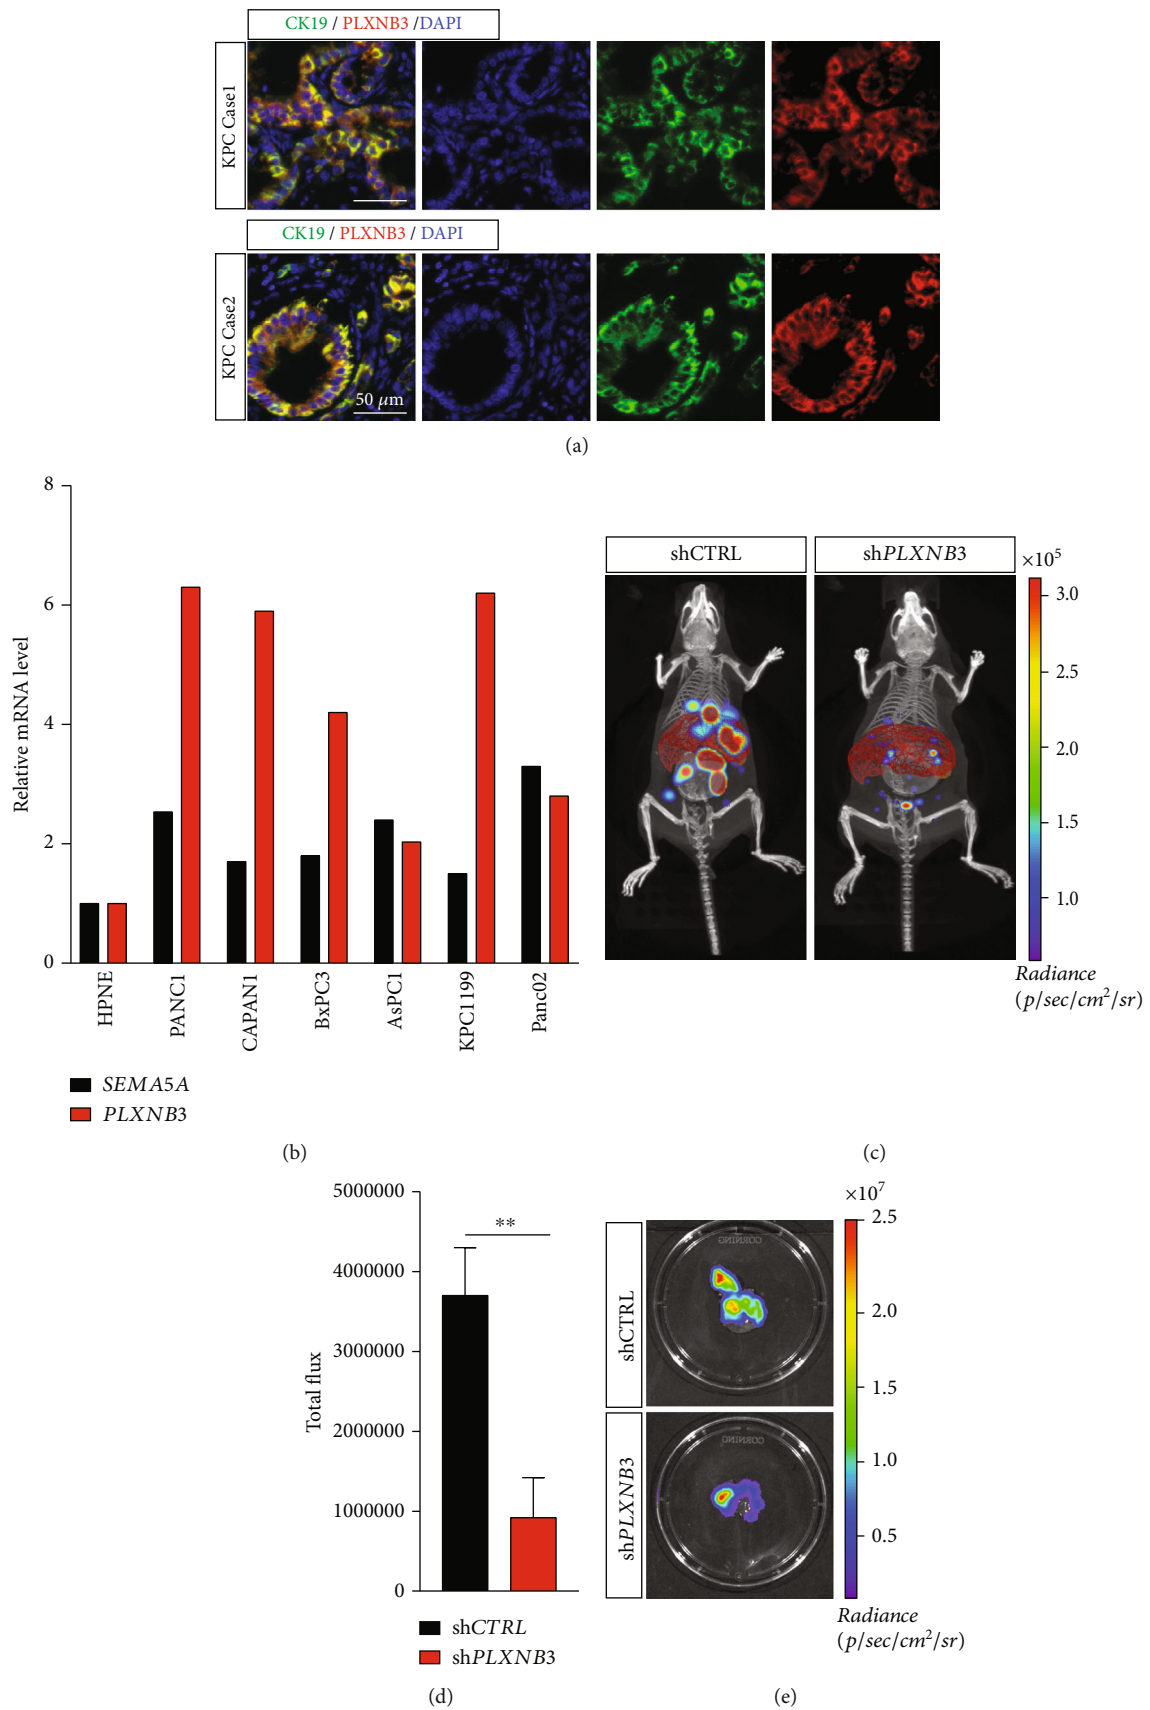 CK19 / PLXNB3 /DAPI
KPC Case1
CK19 / PLXNB3 / DAPI
KPC Case2
50 µm
(a)
Relative mRNA level
8
6
4
2
0
HPNE
PANC1
CAPAN1
BxPC3
AsPC1
KPC1199
Panc02
SEMA5A
PLXNB3
(b)
shCTRL
shPLXNB3
×10⁵
3.0
2.5
2.0
1.5
1.0
Radiance
(p/sec/cm²/sr)
(c)
Total flux
5000000
4000000
3000000
2000000
1000000
0
**
shCTRL
shPLXNB3
(d)
shCTRL
CORNING
shPLXNB3
CORNING
×10⁷
2.5
2.0
1.5
1.0
0.5
Radiance
(p/sec/cm²/sr)
(e)